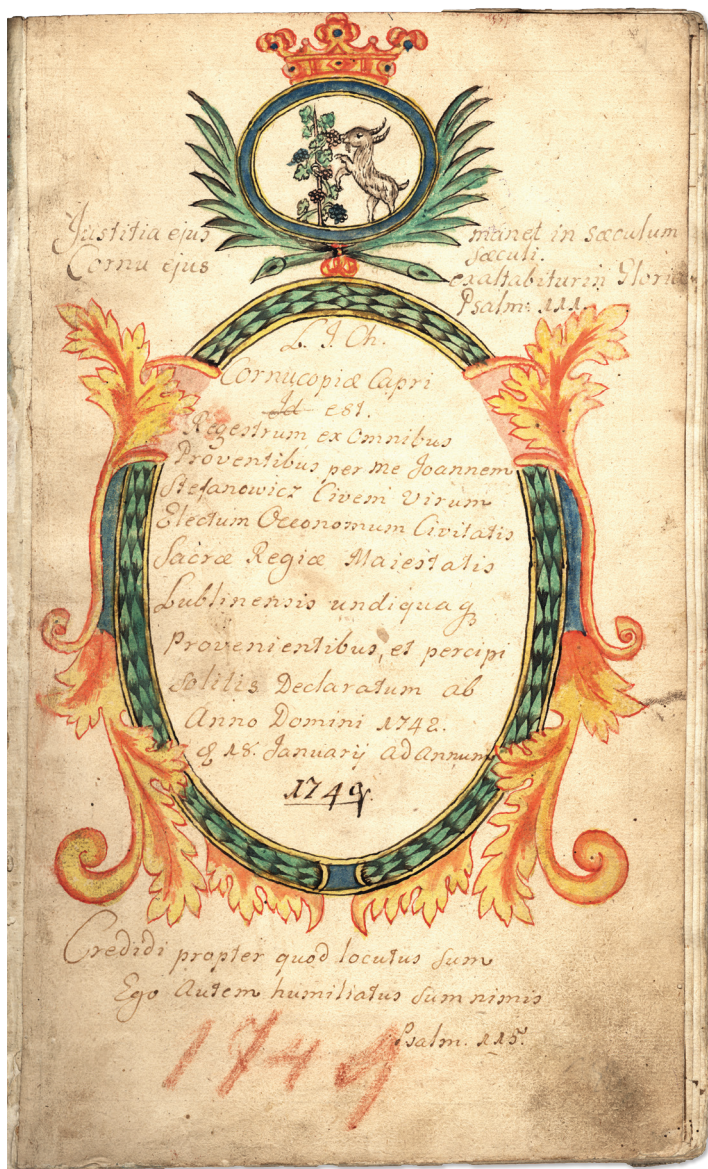 Justitia ejus manet in sæculum
sæculi.
Cornu ejus exaltabitur in Gloria
Psalm: 111.
L. J. Ch.
Cornucopiæ Capri
Id est.
Regestrum ex Omnibus
Proventibus per me Joannem
Stefanowicz Civem Virum
Electum Oeconomum Civitatis
Sacræ Regiæ Maiestatis
Lublinensis undiquaq3
Provenientibus, et percipi
solitis Declaratum ab
Anno Domini 1748.
18. Januarij ad Annum
1749.
Credidi propter quod locutus sum
Ego Autem humiliatus sum nimis
Psalm. 115.
1749